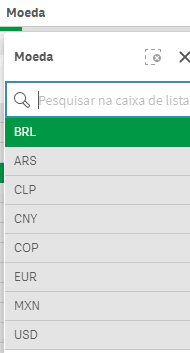 Moeda
Moeda
Pesquisar na caixa de lista
BRL
ARS
CLP
CNY
COP
EUR
MXN
USD